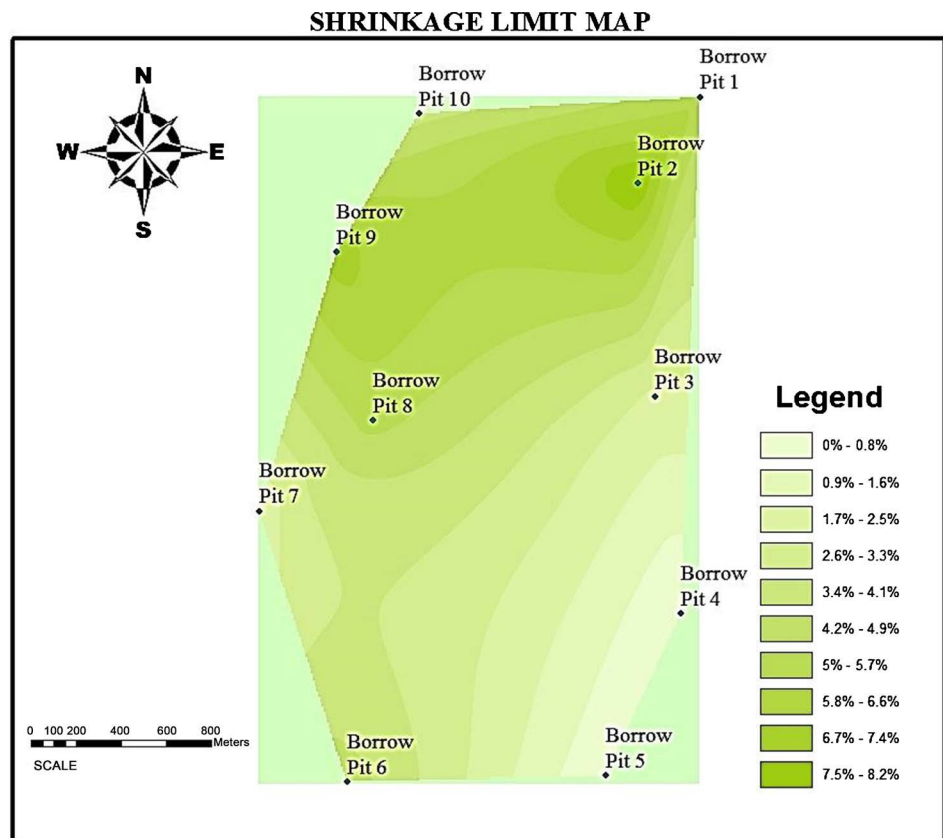 SHRINKAGE LIMIT MAP
N
W
E
S
Borrow
Pit 1
Borrow
Pit 10
Borrow
Pit 2
Borrow
Pit 9
Borrow
Pit 3
Borrow
Pit 8
Borrow
Pit 7
Borrow
Pit 4
Borrow
Pit 6
Borrow
Pit 5
Legend
0% - 0.8%
0.9% - 1.6%
1.7% - 2.5%
2.6% - 3.3%
3.4% - 4.1%
4.2% - 4.9%
5% - 5.7%
5.8% - 6.6%
6.7% - 7.4%
7.5% - 8.2%
0 100 200 400 600 800
Meters
SCALE